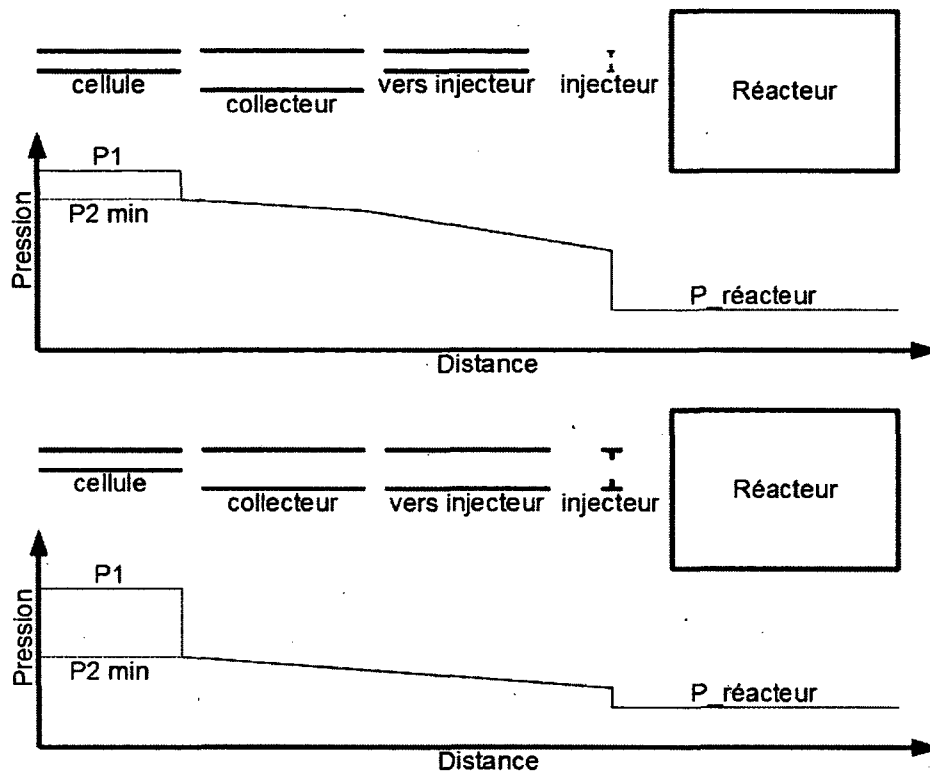 cellule
collecteur
vers injecteur
injecteur
Réacteur
Pression
P1
P2 min
P_réacteur
Distance
cellule
collecteur
vers injecteur
injecteur
Réacteur
Pression
P1
P2 min
P_réacteur
Distance